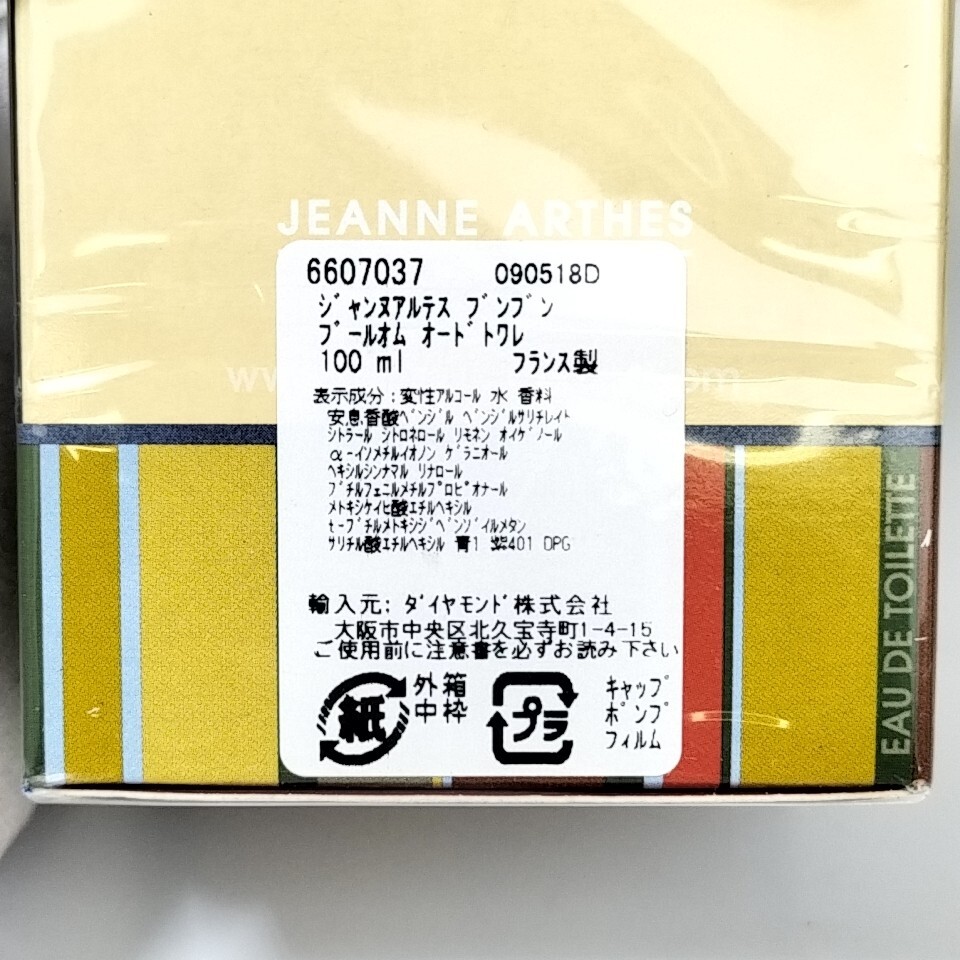 JEANNE ARTHES
6607037 090518D
ジャンヌアルテス ブンブン
プールオム オードトワレ
100 ml フランス製
表示成分：変性アルコール 水 香料
安息香酸ベンジル ベンジルサリチレイト
シトラール シトロネロール リモネン オイゲノール
α-イソメチルイオノン ゲラニオール
ヘキシルシンナマル リナロール
ブチルフェニルメチルプロピオナール
メトキシケイヒ酸エチルヘキシル
t-ブチルメトキシジベンゾイルメタン
サリチル酸エチルヘキシル 青1 紫401 DPG
輸入元: ダイヤモンド株式会社
大阪市中央区北久宝寺町1-4-15
ご使用前に注意書を必ずお読み下さい
紙
外箱
中枠
プラ
キャップ
ポンプ
フィルム
EAU DE TOILETTE